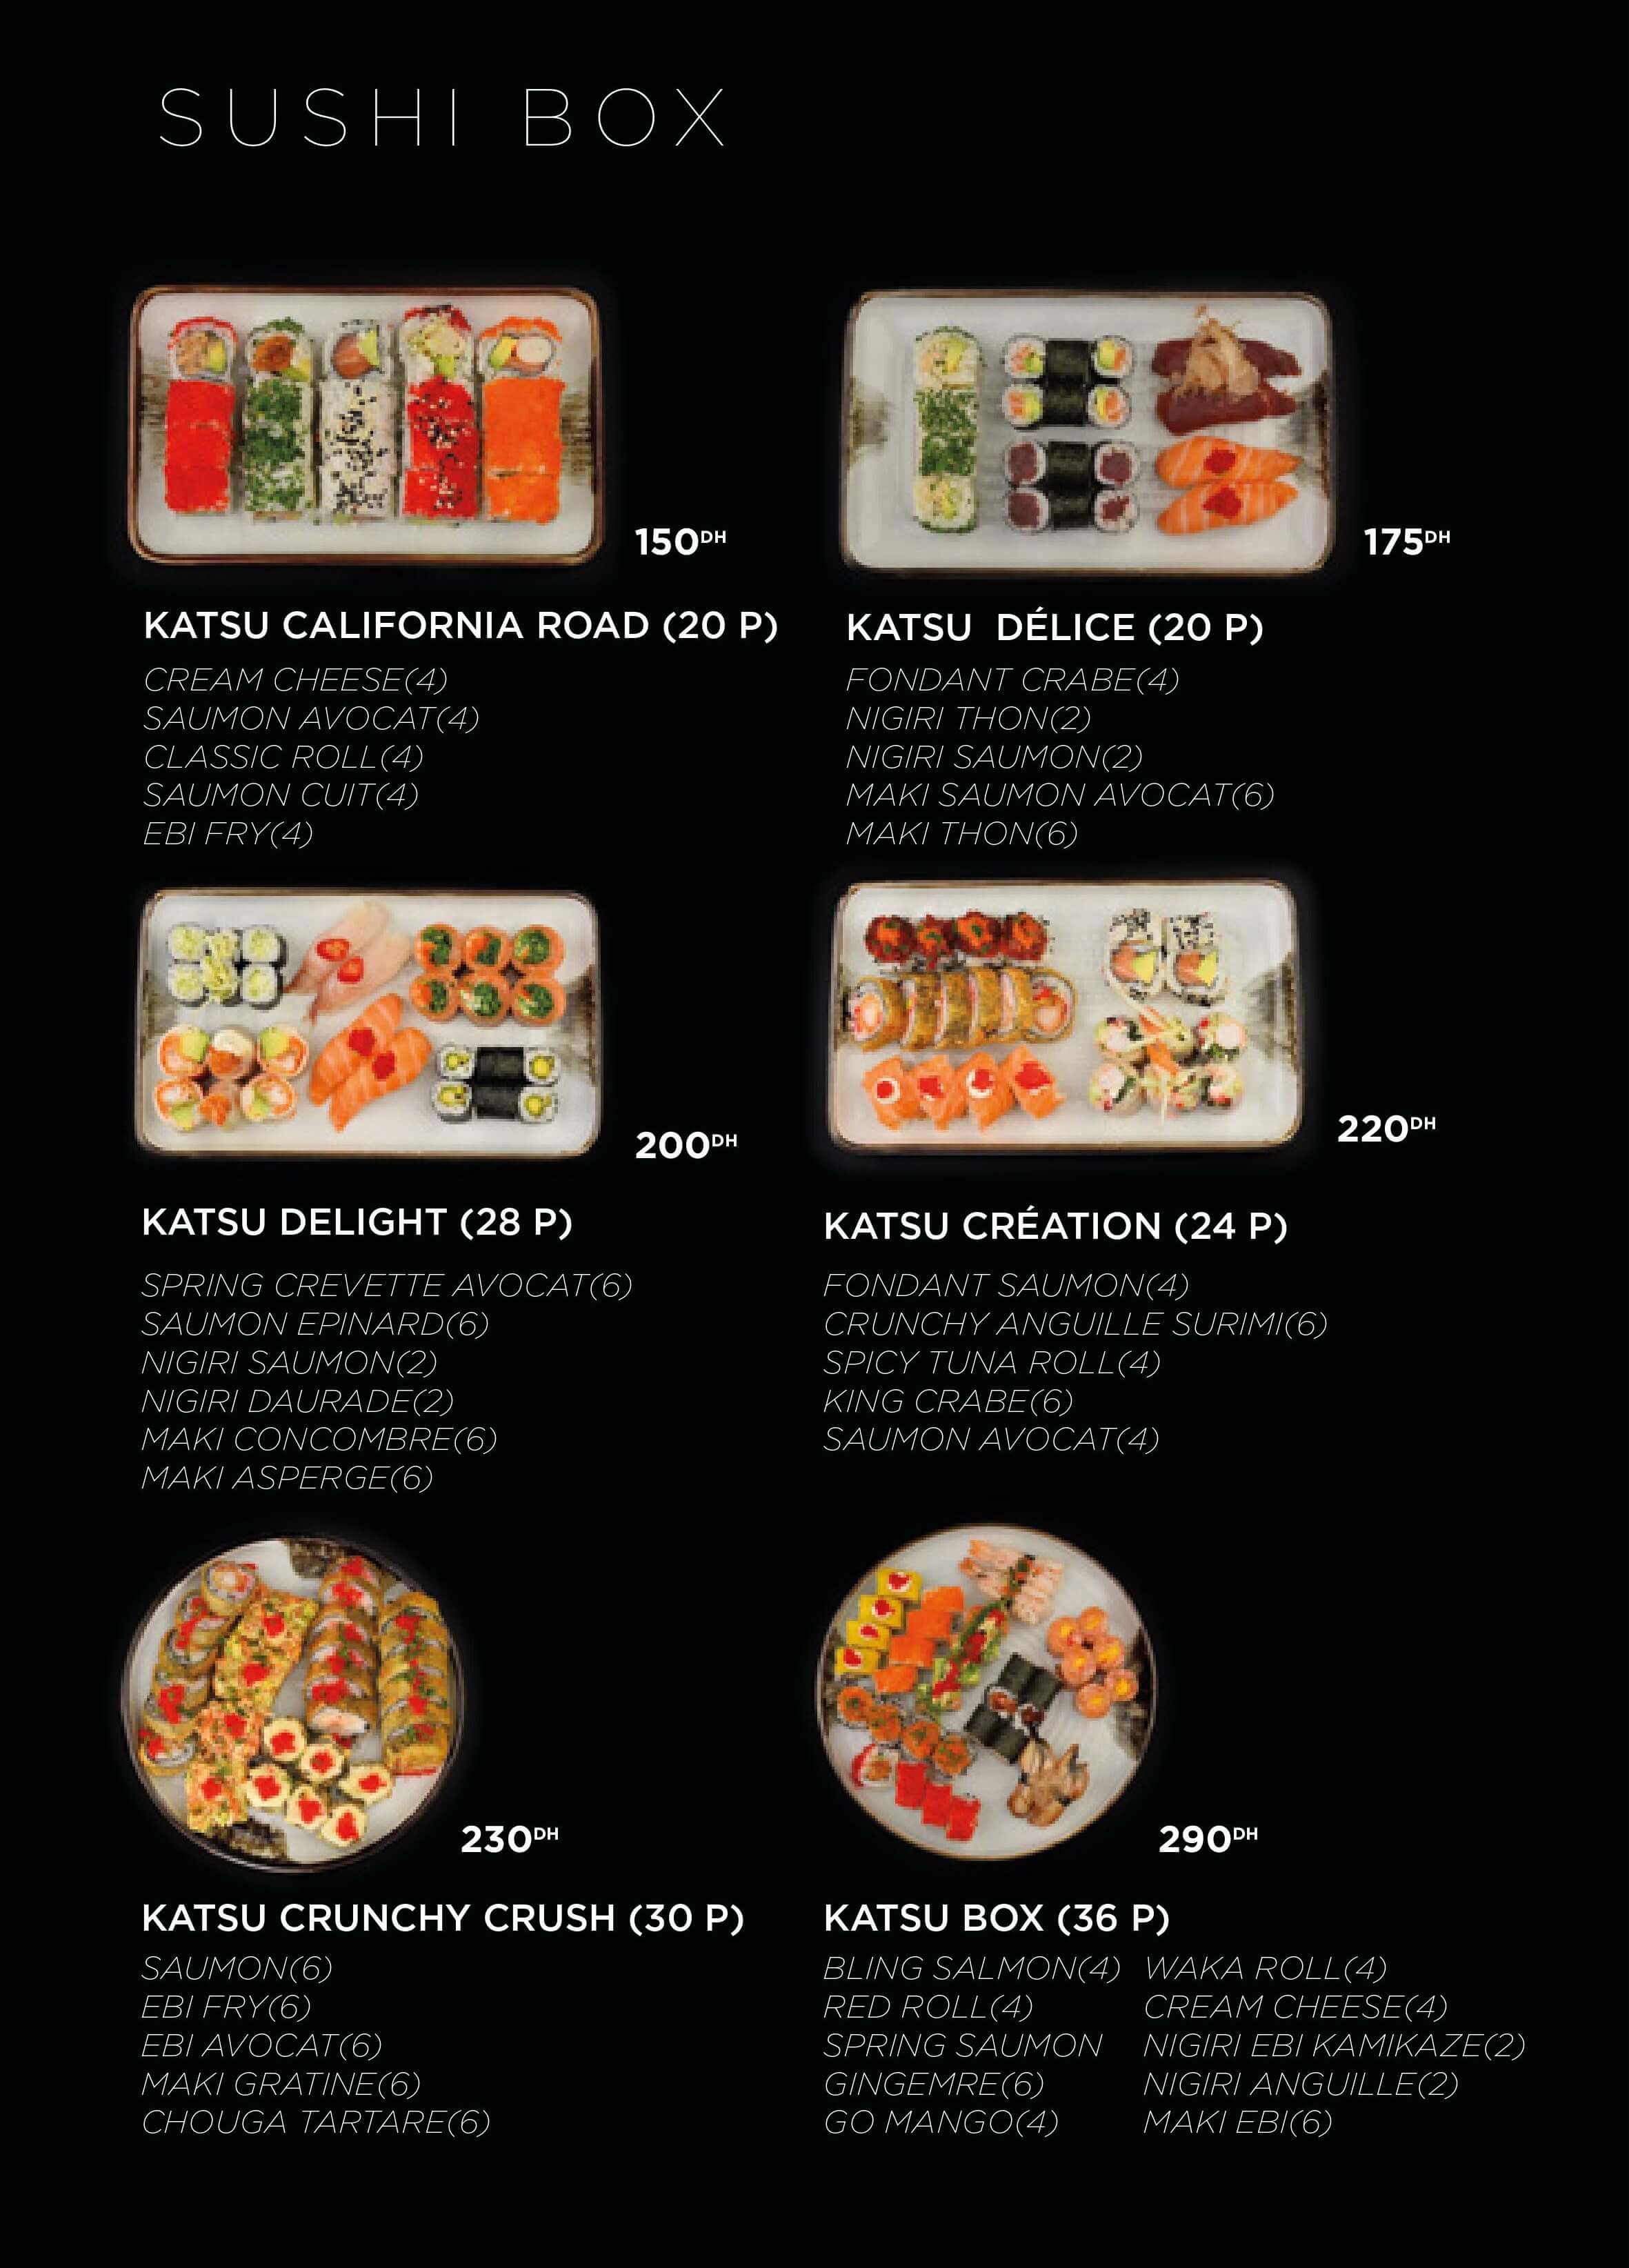 SUSHI BOX
150DH
KATSU CALIFORNIA ROAD (20 P)
CREAM CHEESE(4)
SAUMON AVOCAT(4)
CLASSIC ROLL(4)
SAUMON CUIT(4)
EBI FRY(4)
175DH
KATSU DÉLICE (20 P)
FONDANT CRABE(4)
NIGIRI THON(2)
NIGIRI SAUMON(2)
MAKI SAUMON AVOCAT(6)
MAKI THON(6)
200DH
KATSU DELIGHT (28 P)
SPRING CREVETTE AVOCAT(6)
SAUMON EPINARD(6)
NIGIRI SAUMON(2)
NIGIRI DAURADE(2)
MAKI CONCOMBRE(6)
MAKI ASPERGE(6)
220DH
KATSU CRÉATION (24 P)
FONDANT SAUMON(4)
CRUNCHY ANGUILLE SURIMI(6)
SPICY TUNA ROLL(4)
KING CRABE(6)
SAUMON AVOCAT(4)
230DH
KATSU CRUNCHY CRUSH (30 P)
SAUMON(6)
EBI FRY(6)
EBI AVOCAT(6)
MAKI GRATINE(6)
CHOUGA TARTARE(6)
290DH
KATSU BOX (36 P)
BLING SALMON(4)
RED ROLL(4)
SPRING SAUMON
GINGEMRE(6)
GO MANGO(4)
WAKA ROLL(4)
CREAM CHEESE(4)
NIGIRI EBI KAMIKAZE(2)
NIGIRI ANGUILLE(2)
MAKI EBI(6)